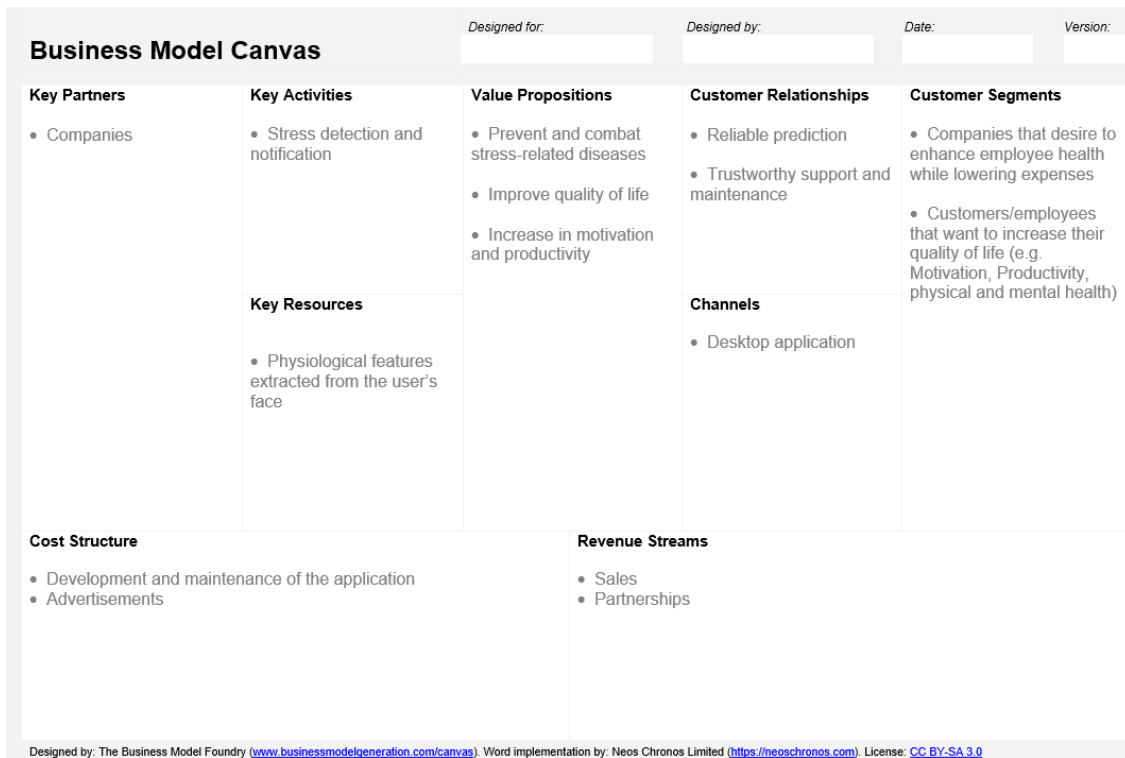 Business Model Canvas
Designed for:
Designed by:
Date:
Version:
Key Partners
• Companies
Key Activities
• Stress detection and
notification
Key Resources
• Physiological features
extracted from the user's
face
Value Propositions
• Prevent and combat
stress-related diseases
• Improve quality of life
• Increase in motivation
and productivity
Customer Relationships
• Reliable prediction
• Trustworthy support and
maintenance
Channels
• Desktop application
Customer Segments
• Companies that desire to
enhance employee health
while lowering expenses
• Customers/employees
that want to increase their
quality of life (e.g.
Motivation, Productivity,
physical and mental health)
Cost Structure
• Development and maintenance of the application
• Advertisements
Revenue Streams
• Sales
• Partnerships
Designed by: The Business Model Foundry (www.businessmodelgeneration.com/canvas). Word implementation by: Neos Chronos Limited (https://neoschronos.com). License: CC BY-SA 3.0